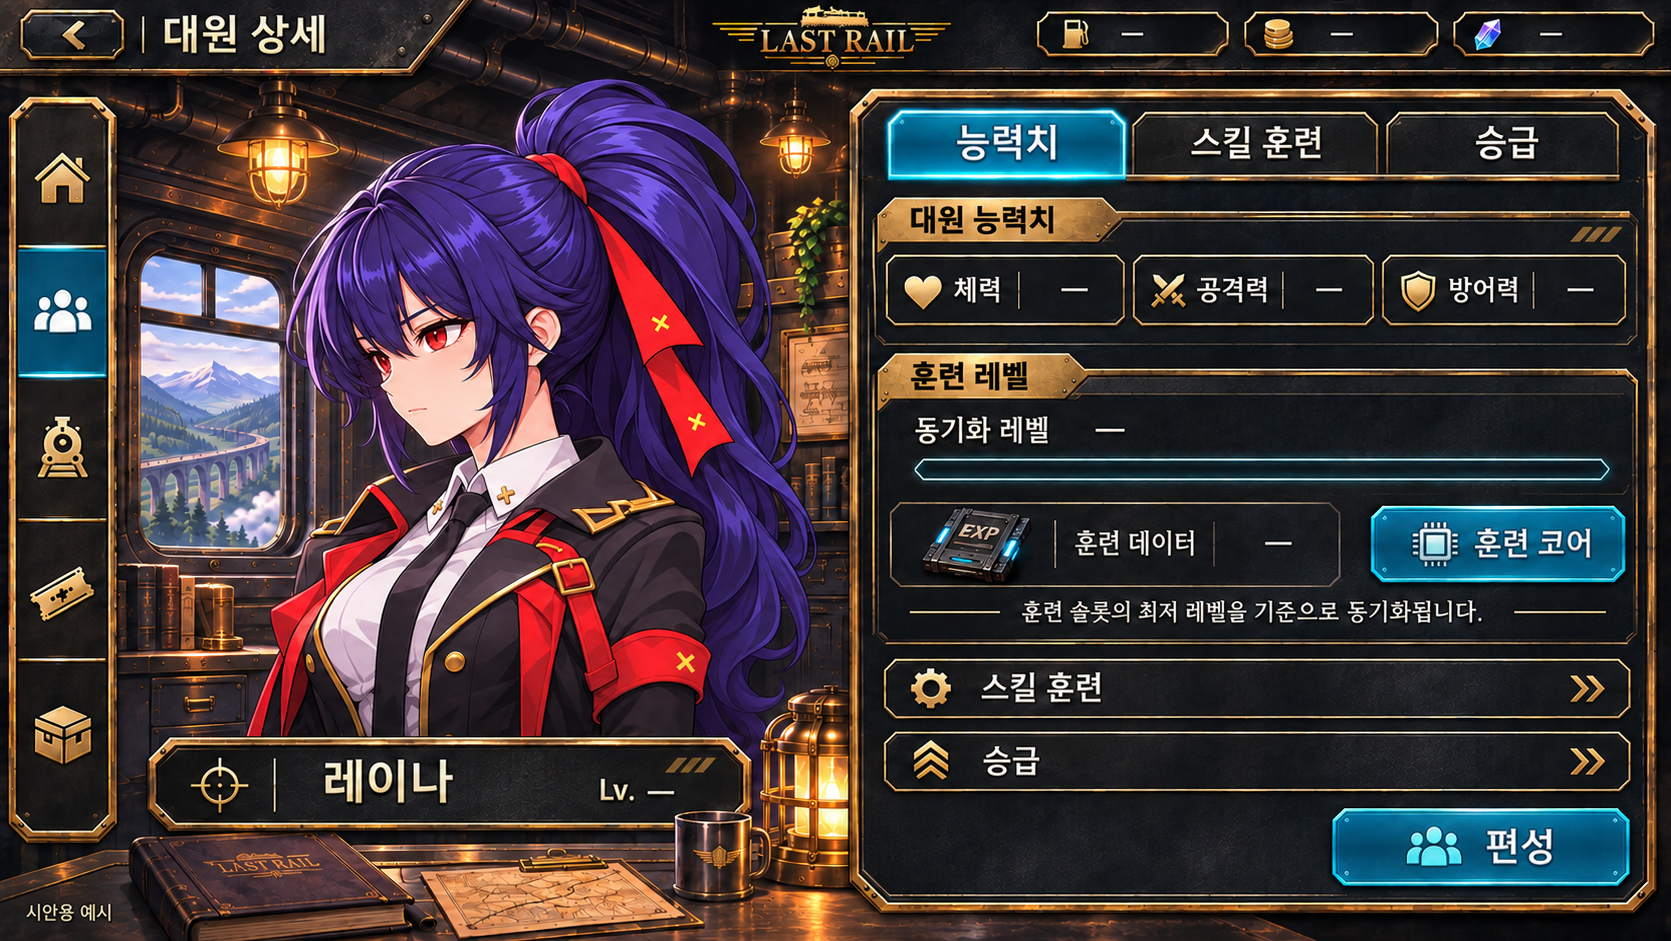 대원 상세
LAST RAIL
—
—
—
능력치
스킬 훈련
승급
대원 능력치
체력 —
공격력 —
방어력 —
훈련 레벨
동기화 레벨 —
EXP
훈련 데이터 —
훈련 코어
훈련 슬롯의 최저 레벨을 기준으로 동기화됩니다.
스킬 훈련
승급
레이나
Lv. —
편성
LAST RAIL
시안용 예시